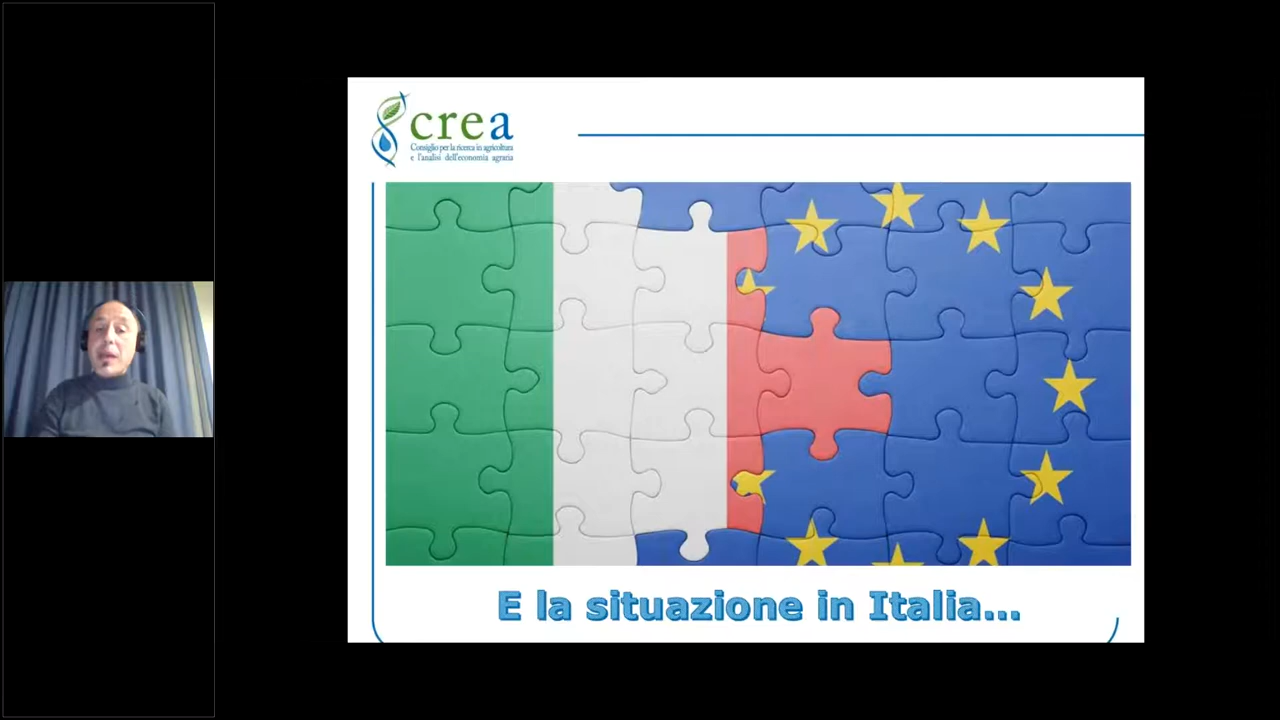 crea
Consiglio per la ricerca in agricoltura
e l'analisi dell'economia agraria
E la situazione in Italia...